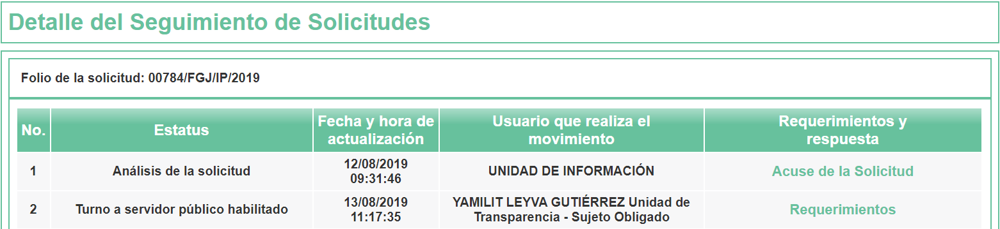 Detalle del Seguimiento de Solicitudes
Folio de la solicitud: 00784/FGJ/IP/2019
No.
Estatus
Fecha y hora de
actualización
Usuario que realiza el
movimiento
Requerimientos y
respuesta
1
Análisis de la solicitud
12/08/2019
09:31:46
UNIDAD DE INFORMACIÓN
Acuse de la Solicitud
2
Turno a servidor público habilitado
13/08/2019
11:17:35
YAMILIT LEYVA GUTIÉRREZ Unidad de
Transparencia - Sujeto Obligado
Requerimientos